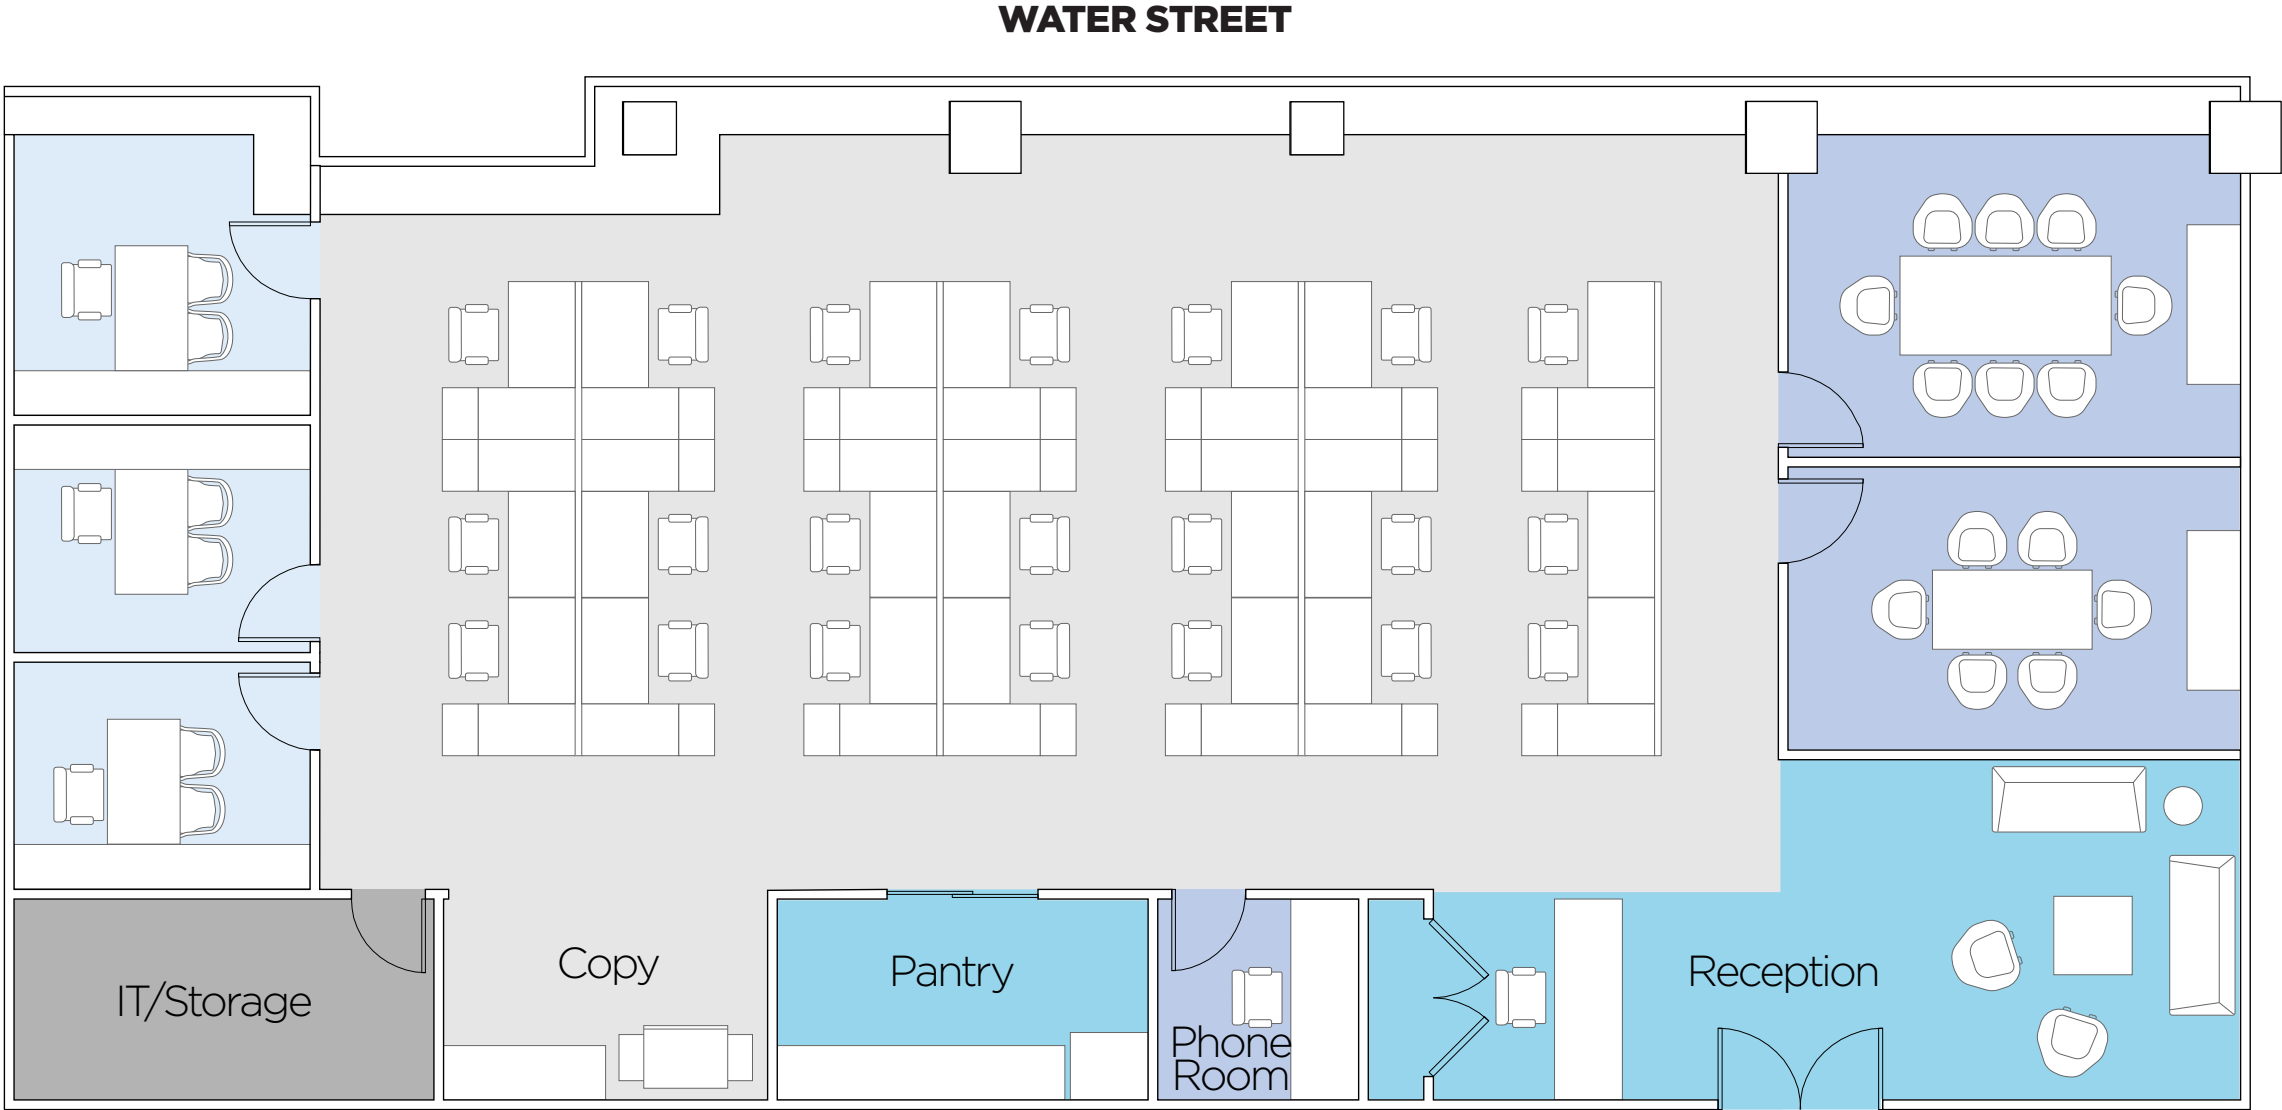 WATER STREET
IT/Storage
Copy
Pantry
Phone
Room
Reception